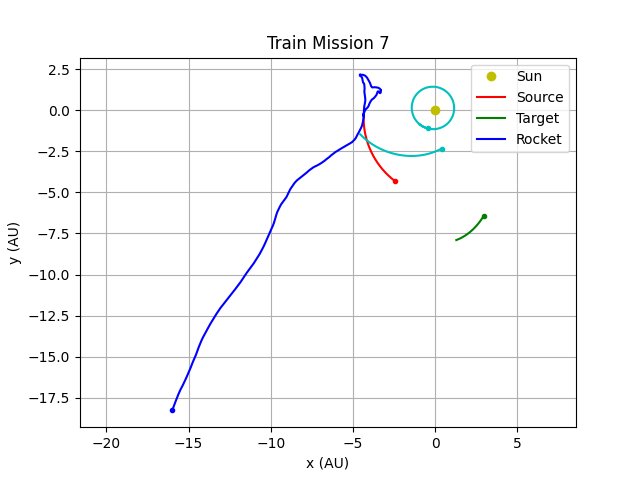 Train Mission 7
Sun
Source
Target
Rocket
2.5
0.0
−2.5
−5.0
−7.5
−10.0
−12.5
−15.0
−17.5
y (AU)
−20 −15 −10 −5 0 5
x (AU)